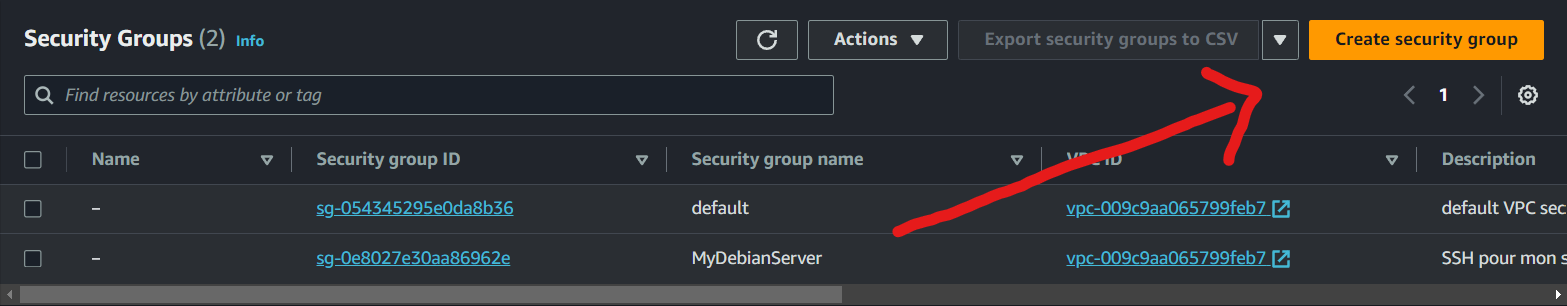 Security Groups (2) Info
Actions
Export security groups to CSV
Create security group
Find resources by attribute or tag
1
Name Security group ID Security group name VPC ID Description
– sg-054345295e0da8b36 default vpc-009c9aa065799feb7 default VPC sec
– sg-0e8027e30aa86962e MyDebianServer vpc-009c9aa065799feb7 SSH pour mon s